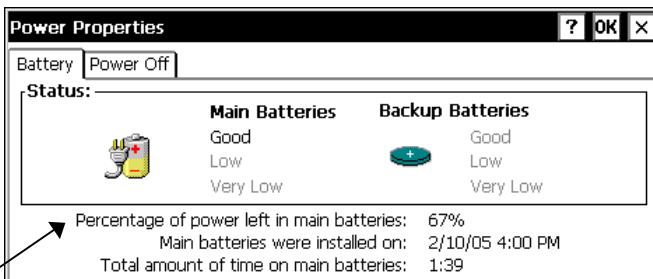 Power Properties ? OK ×
Battery Power Off
Status:
Main Batteries Backup Batteries
Good Good
Low Low
Very Low Very Low
Percentage of power left in main batteries: 67%
Main batteries were installed on: 2/10/05 4:00 PM
Total amount of time on main batteries: 1:39